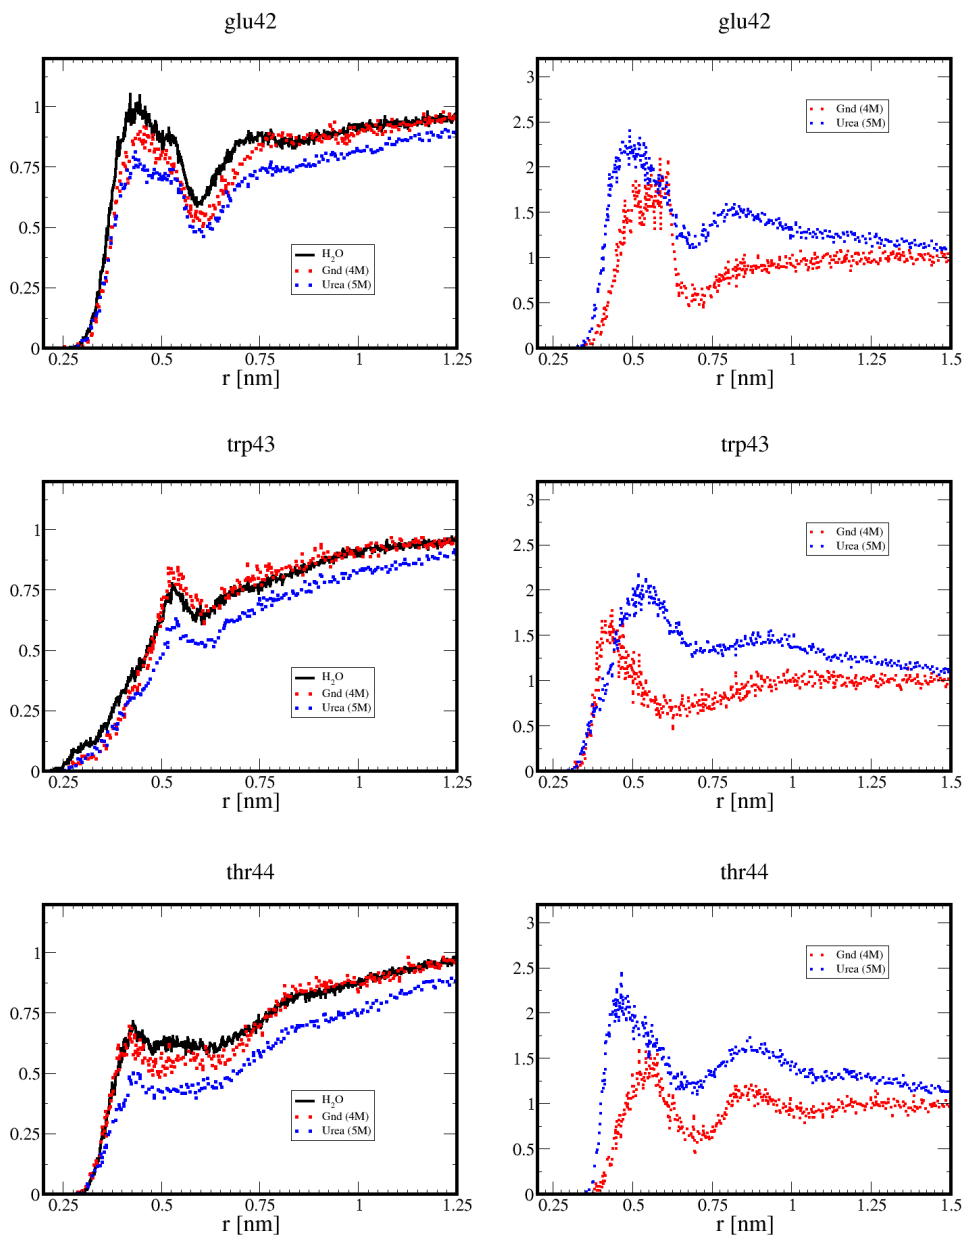 glu42
1
0.75
0.5
0.25
0
H₂O
Gnd (4M)
Urea (5M)
0.25 0.5 0.75 1 1.25
r [nm]
glu42
3
2.5
2
1.5
1
0.5
0
Gnd (4M)
Urea (5M)
0.25 0.5 0.75 1 1.25 1.5
r [nm]
trp43
1
0.75
0.5
0.25
0
H₂O
Gnd (4M)
Urea (5M)
0.25 0.5 0.75 1 1.25
r [nm]
trp43
3
2.5
2
1.5
1
0.5
0
Gnd (4M)
Urea (5M)
0.25 0.5 0.75 1 1.25 1.5
r [nm]
thr44
1
0.75
0.5
0.25
0
H₂O
Gnd (4M)
Urea (5M)
0.25 0.5 0.75 1 1.25
r [nm]
thr44
3
2.5
2
1.5
1
0.5
0
Gnd (4M)
Urea (5M)
0.25 0.5 0.75 1 1.25 1.5
r [nm]